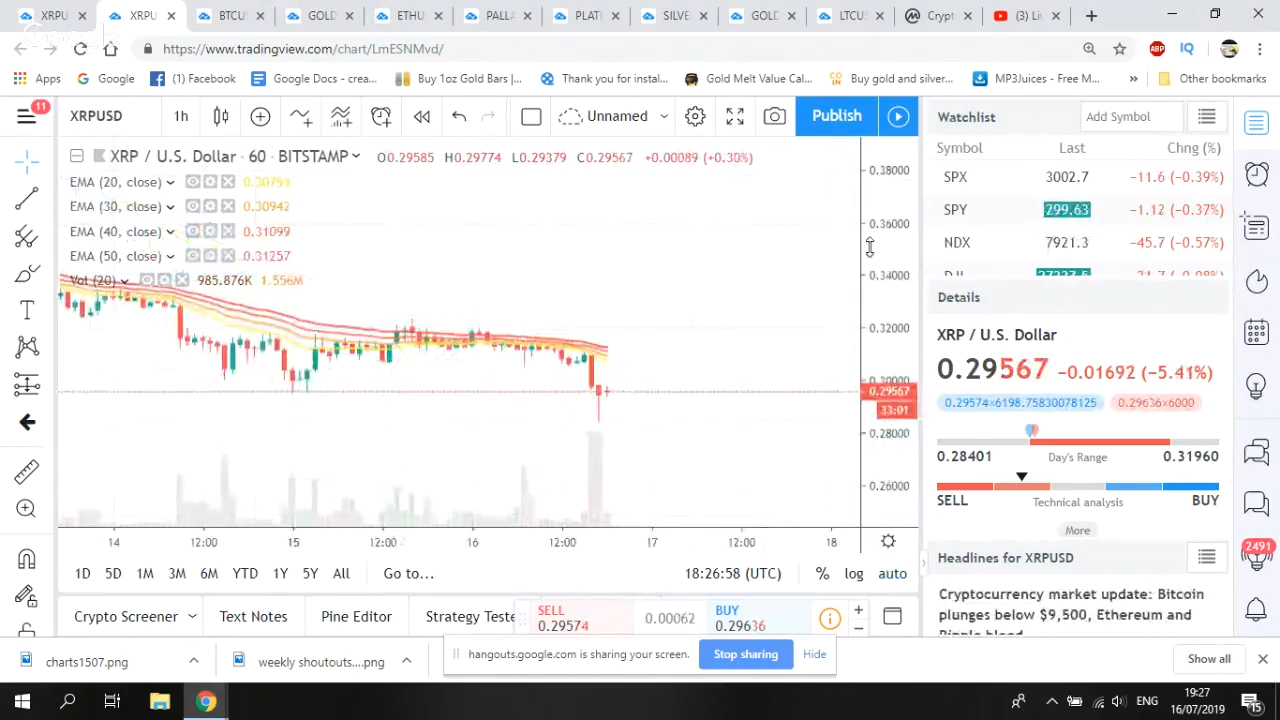 XRPU
XRPU
BTCUS
GOLD
ETHU
PALLA
PLATI
SILVE
GOLD
LTCUS
Crypt
(3) Li
https://www.tradingview.com/chart/LmESNMvd/
ABP
IQ
Apps
Google
(1) Facebook
Google Docs - crea...
Buy 1oz Gold Bars |...
Thank you for instal...
Gold Melt Value Cal...
Buy gold and silver...
MP3Juices - Free M...
»
Other bookmarks
11
XRPUSD
1h
Unnamed
Publish
XRP / U.S. Dollar · 60 · BITSTAMP
O0.29585 H0.29774 L0.29379 C0.29567 +0.00089 (+0.30%)
EMA (20, close) 0.30791
EMA (30, close) 0.30942
EMA (40, close) 0.31099
EMA (50, close) 0.31257
Vol (20) 985.876K 1.556M
0.38000
0.36000
0.34000
0.32000
0.30000
0.29567
33:01
0.28000
0.26000
14
12:00
15
12:00
16
12:00
17
12:00
18
1D 5D 1M 3M 6M YTD 1Y 5Y All
Go to...
18:26:58 (UTC)
% log auto
Crypto Screener
Text Notes
Pine Editor
Strategy Teste
SELL
0.29574
0.00062
BUY
0.29636
Watchlist
Add Symbol
Symbol Last Chng (%)
SPX 3002.7 −11.6 (−0.39%)
SPY 299.63 −1.12 (−0.37%)
NDX 7921.3 −45.7 (−0.57%)
Details
XRP / U.S. Dollar
0.29567 −0.01692 (−5.41%)
0.29574×6198.75830078125
0.29636×6000
0.28401 Day's Range 0.31960
SELL Technical analysis BUY
More
2491
Headlines for XRPUSD
Cryptocurrency market update: Bitcoin
plunges below $9,500, Ethereum and
charts1507.png
weekly shoutouts....png
hangouts.google.com is sharing your screen.
Stop sharing
Hide
Show all
ENG
19:27
16/07/2019
15